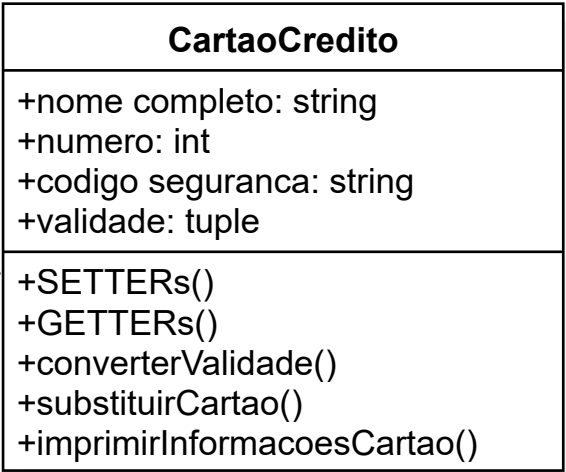 CartaoCredito
+nome completo: string
+numero: int
+codigo seguranca: string
+validade: tuple
+SETTERs()
+GETTERs()
+converterValidade()
+substituirCartao()
+imprimirInformacoesCartao()